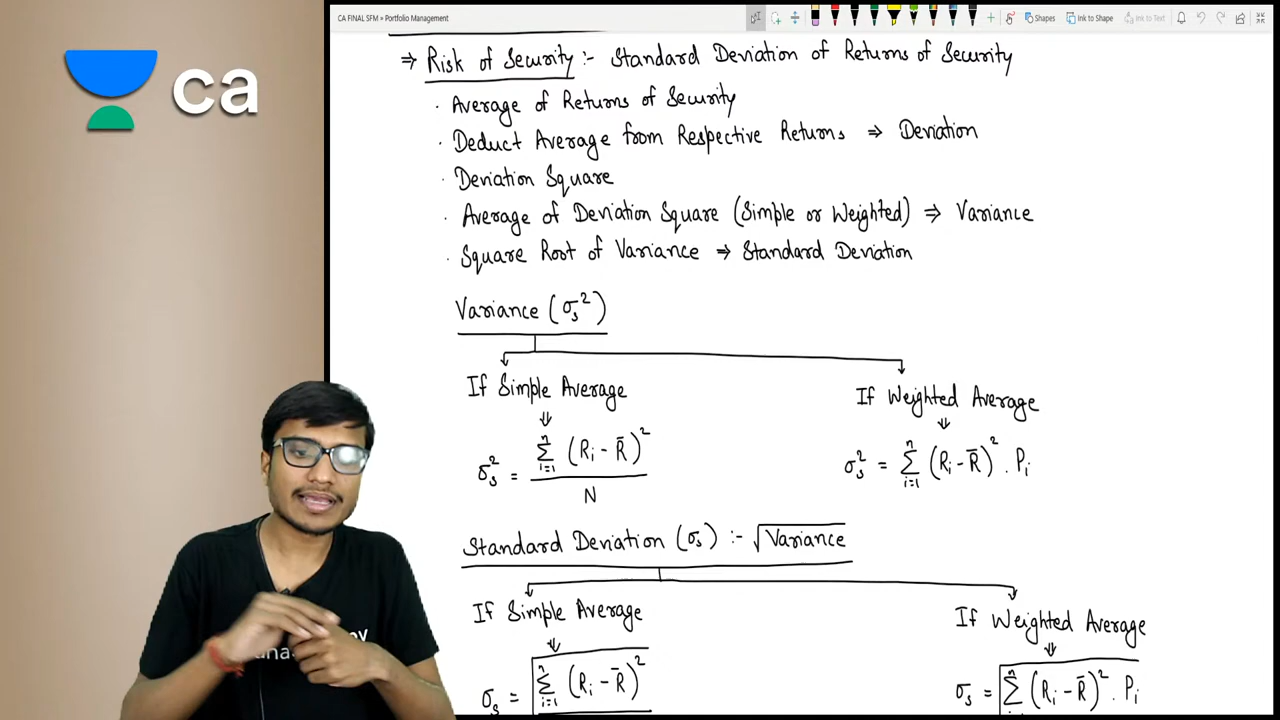 CA FINAL SFM » Portfolio Management
Shapes
Ink to Shape
Ink to Text
ca
⇒ Risk of Security :- Standard Deviation of Returns of Security
· Average of Returns of Security
· Deduct Average from Respective Returns ⇒ Deviation
· Deviation Square
· Average of Deviation Square (Simple or Weighted) ⇒ Variance
· Square Root of Variance ⇒ Standard Deviation
Variance (σs²)
If Simple Average
If Weighted Average
⇓
⇓
σs² = n Σ i=1 (Ri - R̄)² / N
σs² = n Σ i=1 (Ri - R̄)² . Pi
Standard Deviation (σs) :- √Variance
If Simple Average
If Weighted Average
⇓
⇓
σs = √ n Σ i=1 (Ri - R̄)²
σs = √ n Σ (Ri - R̄)² . Pi